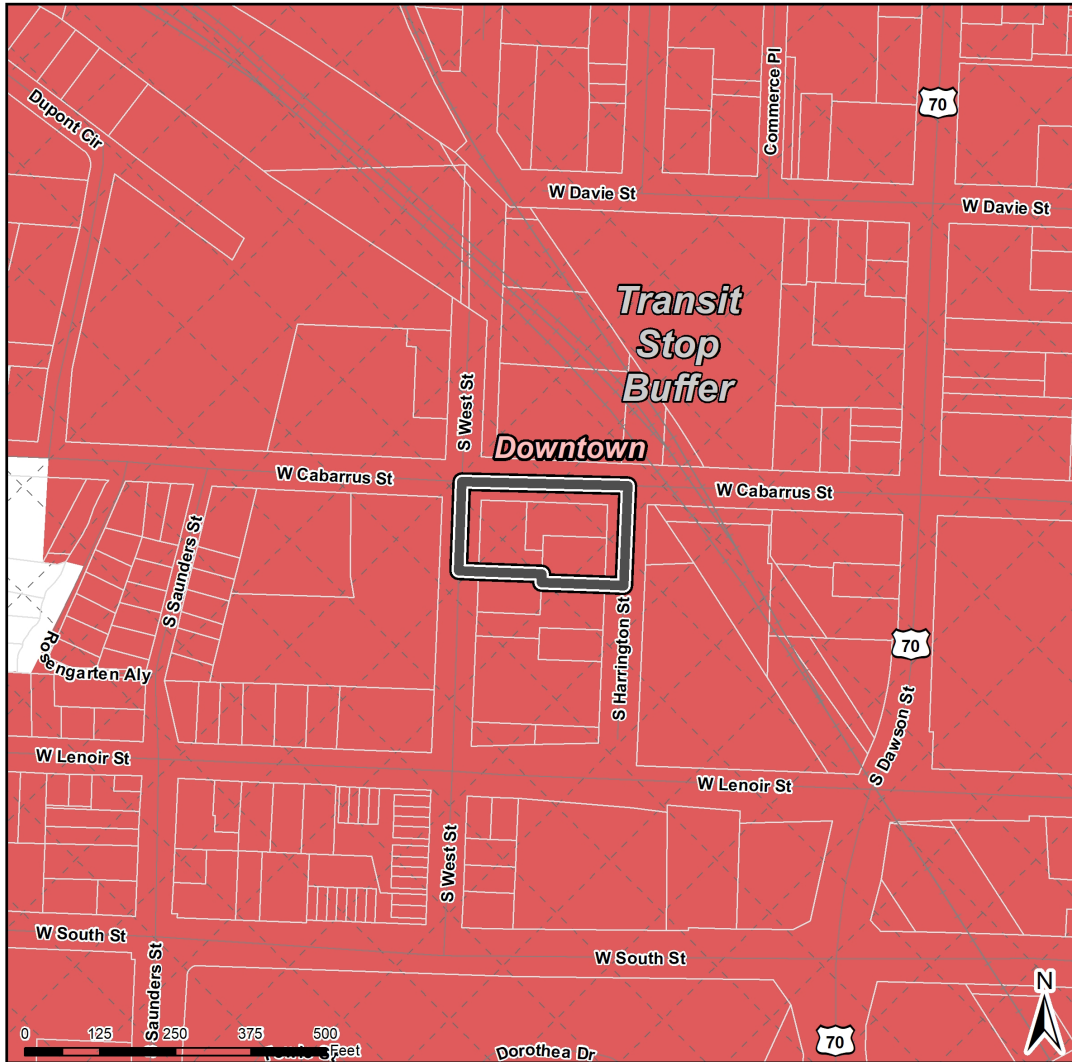 Dupont Cir
Commerce Pl
70
W Davie St
W Davie St
Transit
Stop
Buffer
S West St
Downtown
W Cabarrus St
W Cabarrus St
S Saunders St
Rosengarten Aly
S Harrington St
70
S Dawson St
W Lenoir St
W Lenoir St
S West St
W South St
W South St
Saunders St
N
0 125 250 375 500
Feet
Dorothea Dr
70